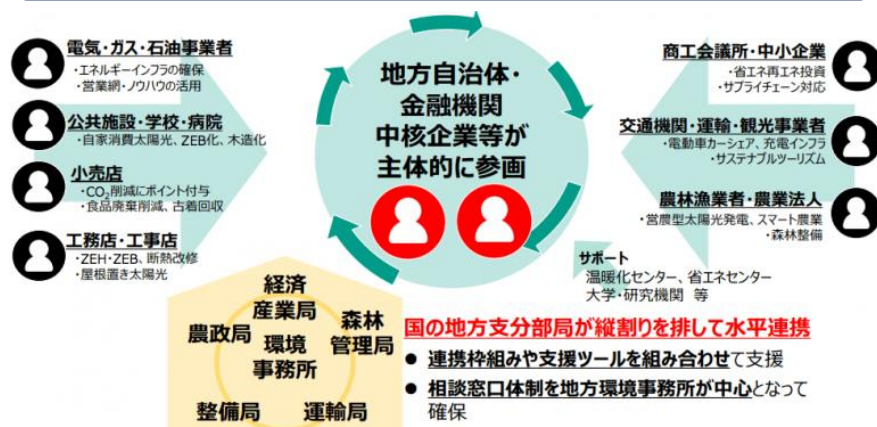 電気・ガス・石油事業者
・エネルギーインフラの確保
・営業網・ノウハウの活用
公共施設・学校・病院
・自家消費太陽光、ZEB化、木造化
小売店
・CO2削減にポイント付与
・食品廃棄削減、古着回収
工務店・工事店
・ZEH・ZEB、断熱改修
・屋根置き太陽光
地方自治体・
金融機関
中核企業等が
主体的に参画
商工会議所・中小企業
・省エネ再エネ投資
・サプライチェーン対応
交通機関・運輸・観光事業者
・電動車カーシェア、充電インフラ
・サステナブルツーリズム
農林漁業者・農業法人
・営農型太陽光発電、スマート農業
・森林整備
サポート
温暖化センター、省エネセンター
大学・研究機関 等
経済
産業局
農政局
森林
管理局
環境
事務所
整備局
運輸局
国の地方支分部局が縦割りを排して水平連携
● 連携枠組みや支援ツールを組み合わせて支援
● 相談窓口体制を地方環境事務所が中心となって
確保